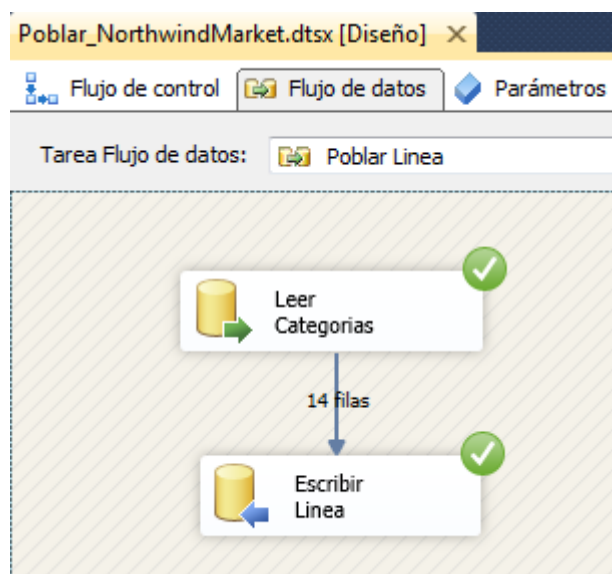 Poblar_NorthwindMarket.dtsx [Diseño]
Flujo de control Flujo de datos Parámetros
Tarea Flujo de datos: Poblar Linea
Leer
Categorias
14 filas
Escribir
Linea